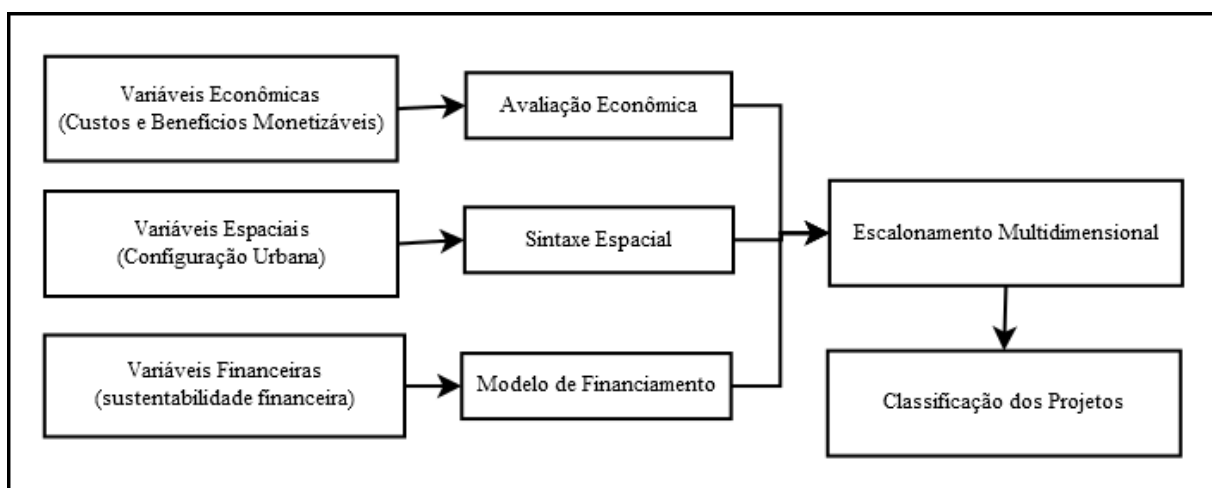 Variáveis Econômicas
(Custos e Benefícios Monetizáveis)
Avaliação Econômica
Variáveis Espaciais
(Configuração Urbana)
Sintaxe Espacial
Escalonamento Multidimensional
Variáveis Financeiras
(sustentabilidade financeira)
Modelo de Financiamento
Classificação dos Projetos